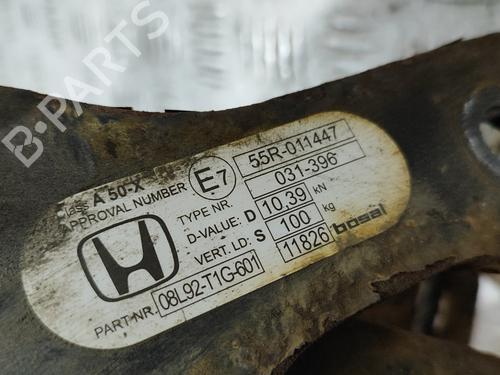 B-PARTS
A 50-X
APPROVAL NUMBER E7 55R-011447
TYPE NR. 031-396
D-VALUE: D 10,39 kN
VERT. LD: S 100 kg
PART-NR. 08L92-T1G-601 11826 bosal